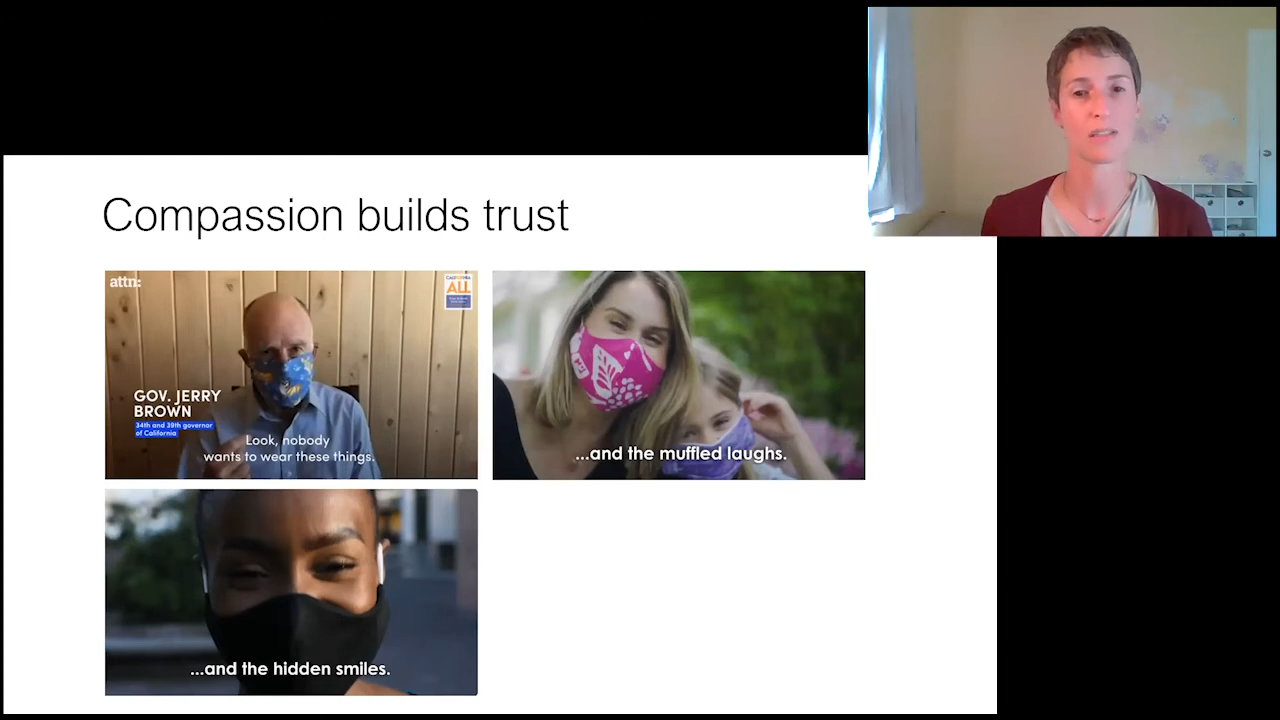 Compassion builds trust
attn:
CALIFORNIA
ALL
GOV. JERRY
BROWN
34th and 39th governor
of California
Look, nobody
wants to wear these things.
...and the muffled laughs.
...and the hidden smiles.